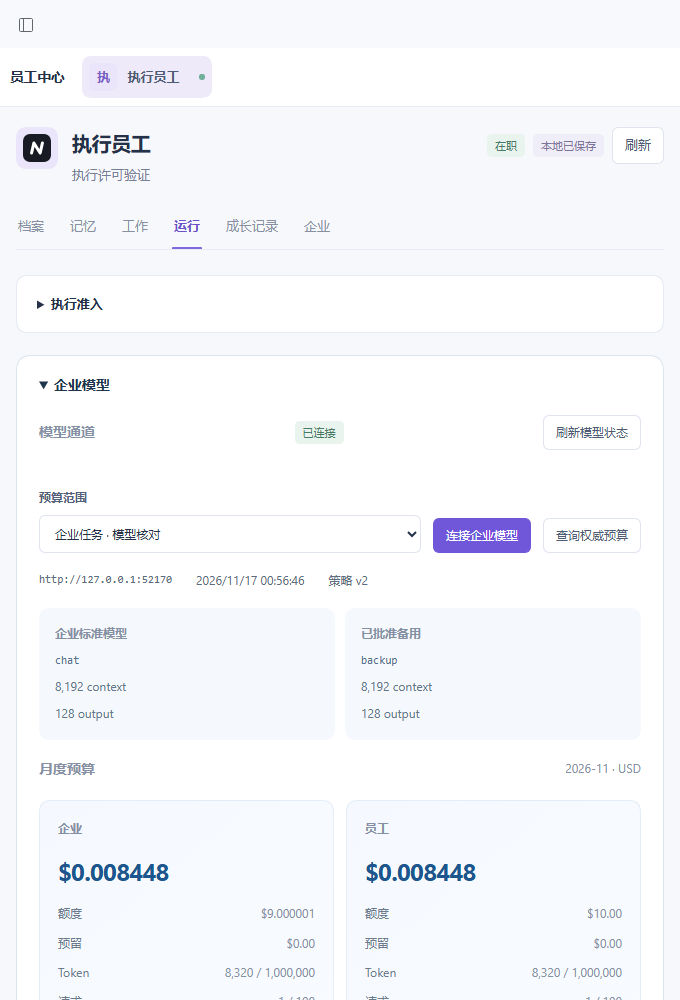 员工中心
执
执行员工
N
执行员工
执行许可验证
在职
本地已保存
刷新
档案
记忆
工作
运行
成长记录
企业
执行准入
企业模型
模型通道
已连接
刷新模型状态
预算范围
企业任务 · 模型核对
连接企业模型
查询权威预算
http://127.0.0.1:52170
2026/11/17 00:56:46
策略 v2
企业标准模型
chat
8,192 context
128 output
已批准备用
backup
8,192 context
128 output
月度预算
2026-11 · USD
企业
$0.008448
额度
$9.000001
预留
$0.00
Token
8,320 / 1,000,000
员工
$0.008448
额度
$10.00
预留
$0.00
Token
8,320 / 1,000,000